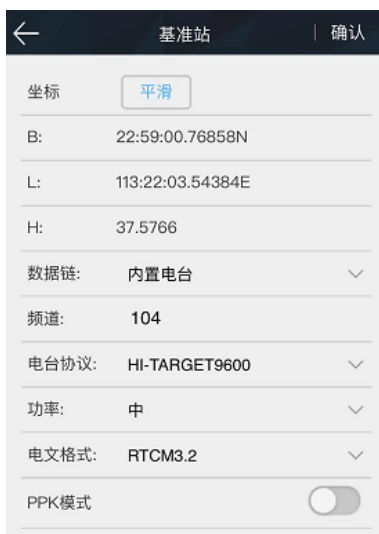 基准站 确认
坐标 平滑
B: 22:59:00.76858N
L: 113:22:03.54384E
H: 37.5766
数据链: 内置电台
频道: 104
电台协议: HI-TARGET9600
功率: 中
电文格式: RTCM3.2
PPK模式